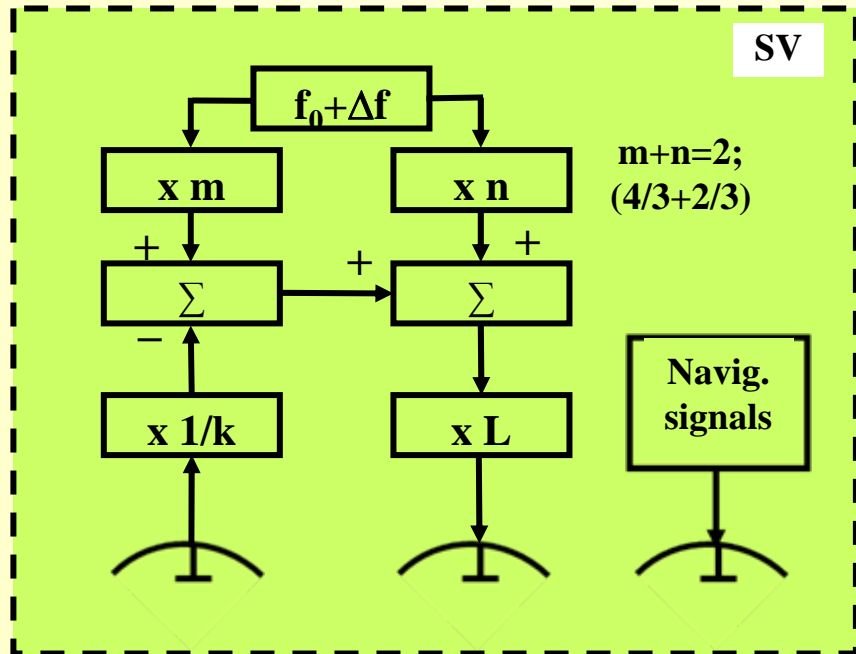 SV
f₀+Δf
m+n=2;
(4/3+2/3)
x m
x n
+
+
+
∑
∑
−
x 1/k
x L
Navig.
signals